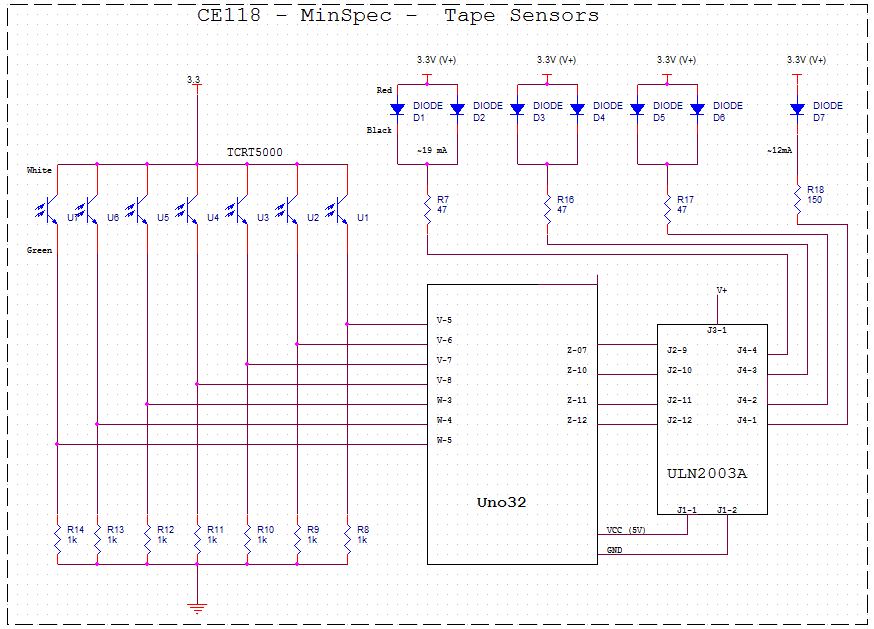 CE118 - MinSpec - Tape Sensors
3.3V (V+) 3.3V (V+) 3.3V (V+) 3.3V (V+)
3.3
Red
DIODE DIODE DIODE DIODE DIODE DIODE DIODE
D1 D2 D3 D4 D5 D6 D7
Black
~19 mA ~12mA
TCRT5000
White
U7 U6 U5 U4 U3 U2 U1
R7 R16 R17 R18
47 47 47 150
Green
V+
V-5
V-6
V-7
V-8
W-3
W-4
W-5
Z-07
Z-10
Z-11
Z-12
J3-1
J2-9 J4-4
J2-10 J4-3
J2-11 J4-2
J2-12 J4-1
ULN2003A
Uno32
J1-1 J1-2
VCC (5V)
GND
R14 R13 R12 R11 R10 R9 R8
1k 1k 1k 1k 1k 1k 1k